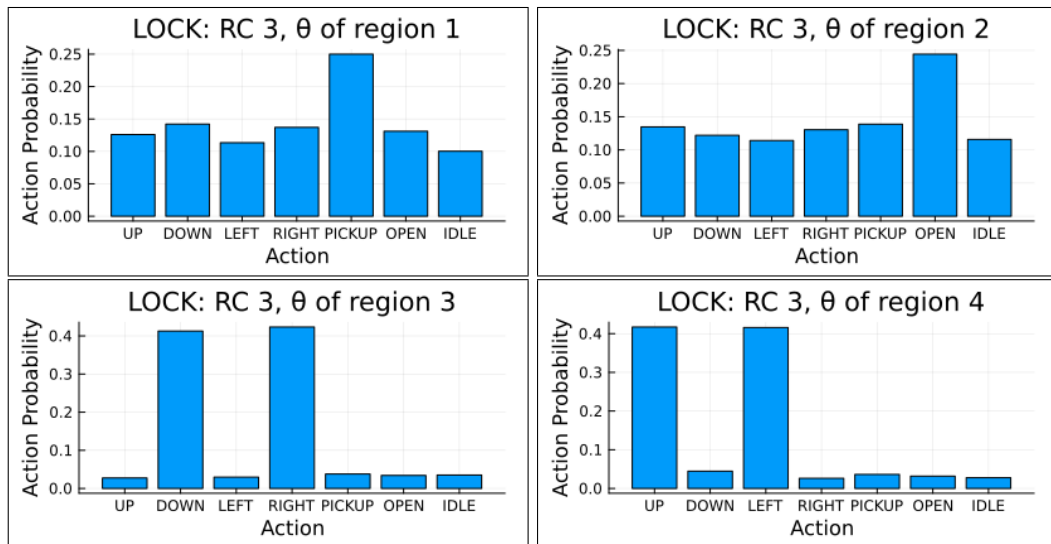 LOCK: RC 3, θ of region 1
Action Probability
0.25
0.20
0.15
0.10
0.05
0.00
UP DOWN LEFT RIGHT PICKUP OPEN IDLE
Action
LOCK: RC 3, θ of region 2
Action Probability
0.25
0.20
0.15
0.10
0.05
0.00
UP DOWN LEFT RIGHT PICKUP OPEN IDLE
Action
LOCK: RC 3, θ of region 3
Action Probability
0.4
0.3
0.2
0.1
0.0
UP DOWN LEFT RIGHT PICKUP OPEN IDLE
Action
LOCK: RC 3, θ of region 4
Action Probability
0.4
0.3
0.2
0.1
0.0
UP DOWN LEFT RIGHT PICKUP OPEN IDLE
Action